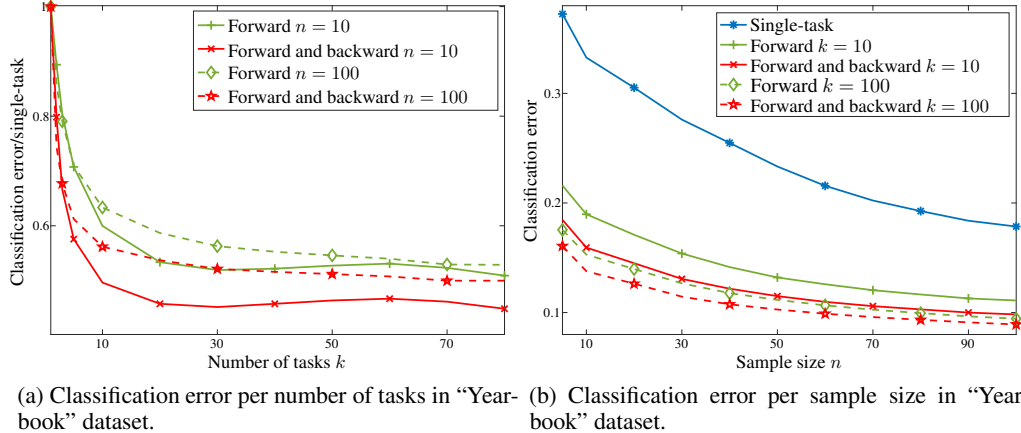 1
0.8
0.6
10
30
50
70
Number of tasks k
Classification error/single-task
Forward n = 10
Forward and backward n = 10
Forward n = 100
Forward and backward n = 100
0.3
0.2
0.1
10
30
50
70
90
Sample size n
Classification error
Single-task
Forward k = 10
Forward and backward k = 10
Forward k = 100
Forward and backward k = 100
(a) Classification error per number of tasks in “Year-
book” dataset.
(b) Classification error per sample size in “Year
book” dataset.